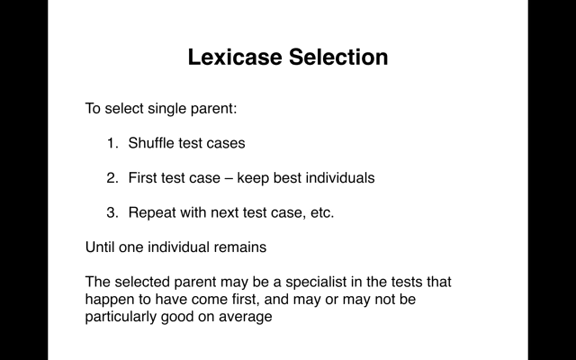 Lexicase Selection
To select single parent:
1. Shuffle test cases
2. First test case – keep best individuals
3. Repeat with next test case, etc.
Until one individual remains
The selected parent may be a specialist in the tests that
happen to have come first, and may or may not be
particularly good on average